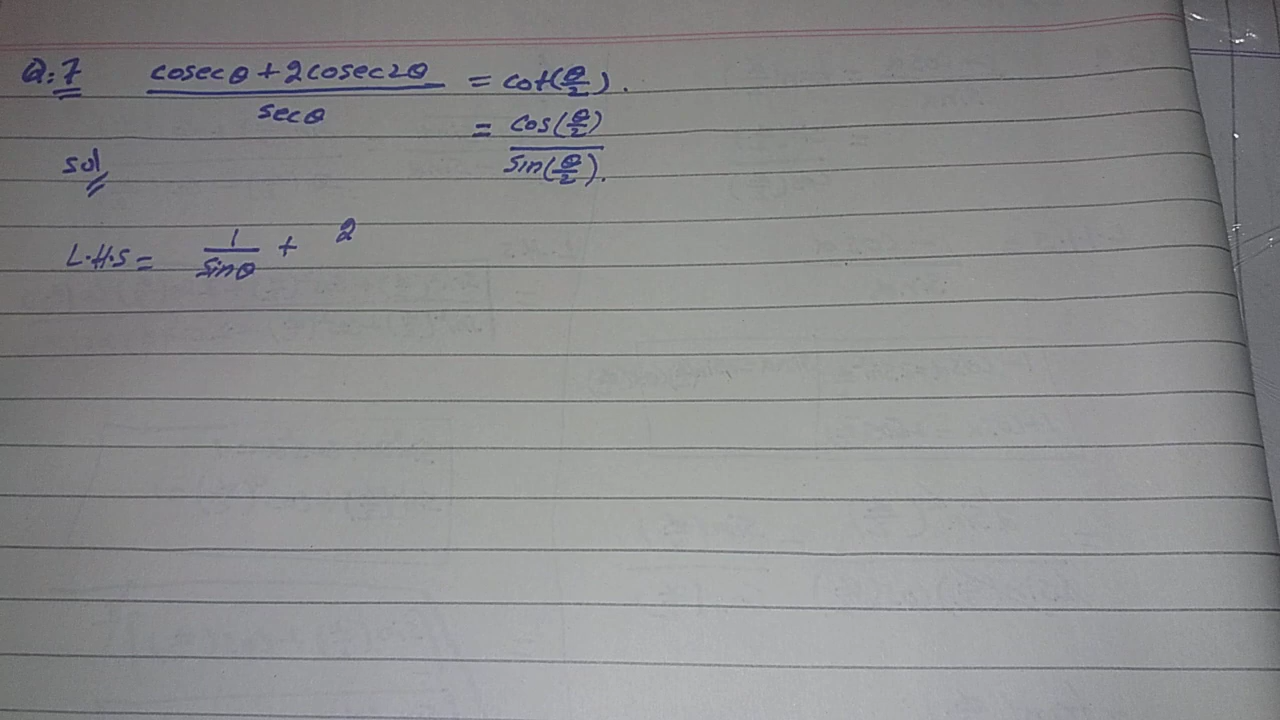 Q:7 cosecθ + 2cosec2θ = cot(θ/2).
secθ
= cos(θ/2)
sin(θ/2).
Sol
L.H.S = 1/sinθ + 2